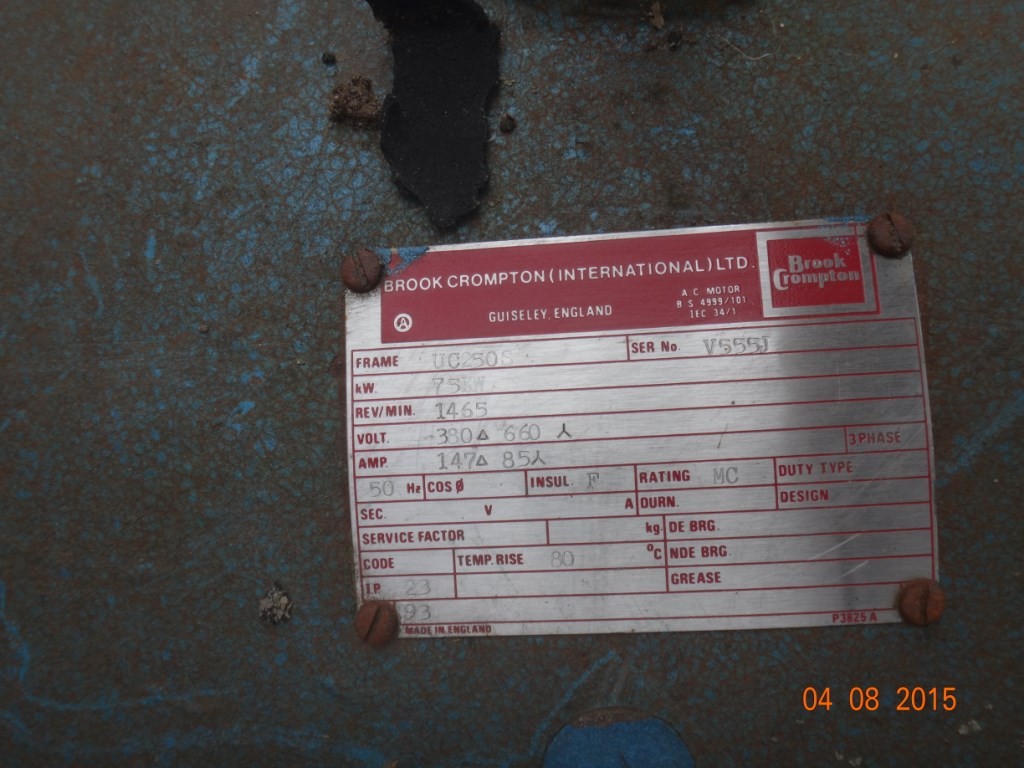 BROOK CROMPTON (INTERNATIONAL) LTD.
GUISELEY, ENGLAND
A C MOTOR
B S 4999/101
IEC 34/1
Brook
Crompton
FRAME UC250S SER No. V555J
kW. 75KW
REV/MIN. 1465
VOLT. 380Δ 660 ⅄ 3 PHASE
AMP. 147Δ 85⅄
50 Hz COS Ø INSUL. F RATING MC DUTY TYPE
SEC. V A DURN. DESIGN
SERVICE FACTOR kg. DE BRG.
CODE TEMP. RISE 80 °C NDE BRG.
I.P. 23 GREASE
93
MADE IN ENGLAND P3825 A
04 08 2015